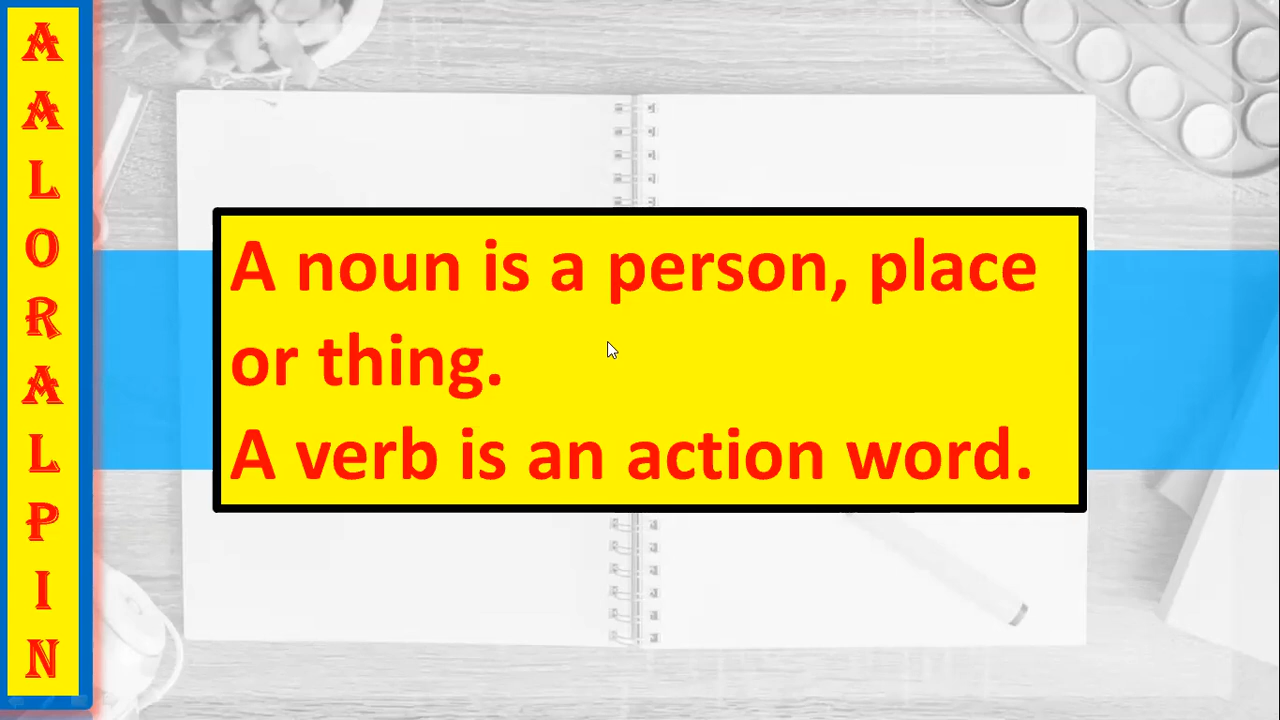 AALORALPIN
A noun is a person, place
or thing.
A verb is an action word.